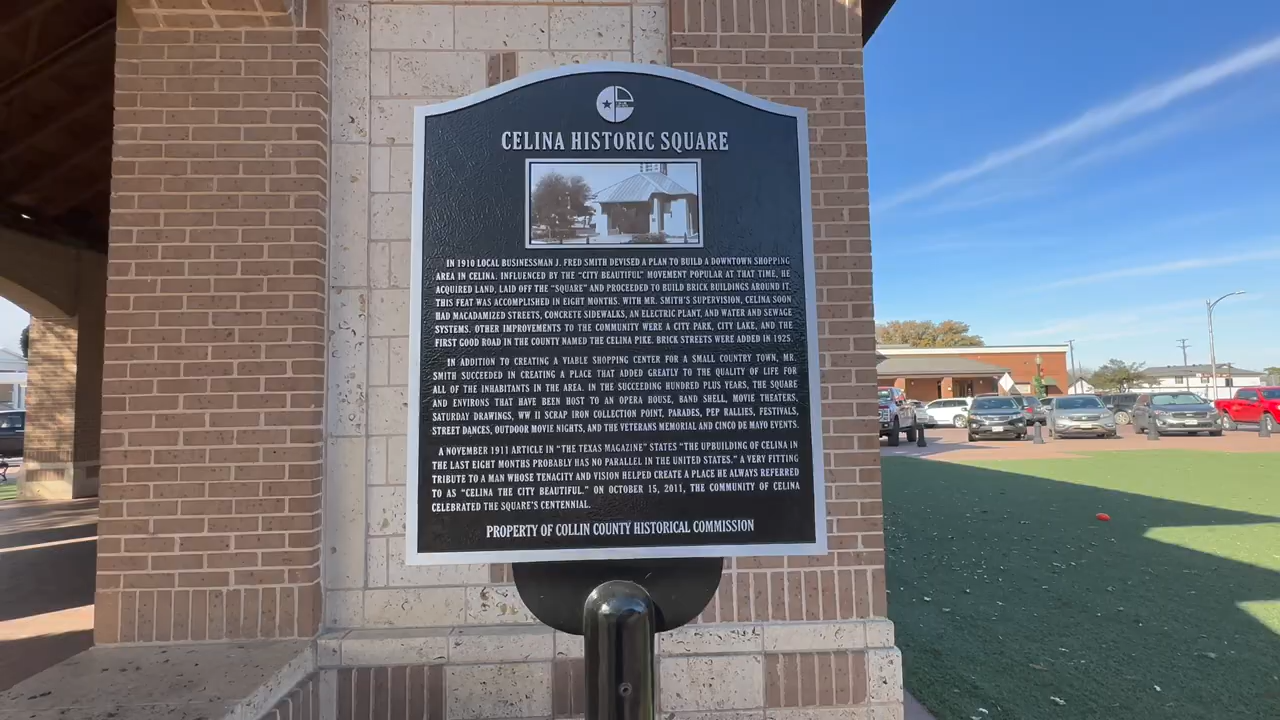 CELINA HISTORIC SQUARE
IN 1910 LOCAL BUSINESSMAN J. FRED SMITH DEVISED A PLAN TO BUILD A DOWNTOWN SHOPPING
AREA IN CELINA. INFLUENCED BY THE "CITY BEAUTIFUL" MOVEMENT POPULAR AT THAT TIME, HE
ACQUIRED LAND, LAID OFF THE "SQUARE" AND PROCEEDED TO BUILD BRICK BUILDINGS AROUND IT.
THIS FEAT WAS ACCOMPLISHED IN EIGHT MONTHS. WITH MR. SMITH'S SUPERVISION, CELINA SOON
HAD MACADAMIZED STREETS, CONCRETE SIDEWALKS, AN ELECTRIC PLANT, AND WATER AND SEWAGE
SYSTEMS. OTHER IMPROVEMENTS TO THE COMMUNITY WERE A CITY PARK, CITY LAKE, AND THE
FIRST GOOD ROAD IN THE COUNTY NAMED THE CELINA PIKE. BRICK STREETS WERE ADDED IN 1925.
IN ADDITION TO CREATING A VIABLE SHOPPING CENTER FOR A SMALL COUNTRY TOWN, MR.
SMITH SUCCEEDED IN CREATING A PLACE THAT ADDED GREATLY TO THE QUALITY OF LIFE FOR
ALL OF THE INHABITANTS IN THE AREA. IN THE SUCCEEDING HUNDRED PLUS YEARS, THE SQUARE
AND ENVIRONS THAT HAVE BEEN HOST TO AN OPERA HOUSE, BAND SHELL, MOVIE THEATERS,
SATURDAY DRAWINGS, WW II SCRAP IRON COLLECTION POINT, PARADES, PEP RALLIES, FESTIVALS,
STREET DANCES, OUTDOOR MOVIE NIGHTS, AND THE VETERANS MEMORIAL AND CINCO DE MAYO EVENTS.
A NOVEMBER 1911 ARTICLE IN "THE TEXAS MAGAZINE" STATES "THE UPBUILDING OF CELINA IN
THE LAST EIGHT MONTHS PROBABLY HAS NO PARALLEL IN THE UNITED STATES." A VERY FITTING
TRIBUTE TO A MAN WHOSE TENACITY AND VISION HELPED CREATE A PLACE HE ALWAYS REFERRED
TO AS "CELINA THE CITY BEAUTIFUL." ON OCTOBER 15, 2011, THE COMMUNITY OF CELINA
CELEBRATED THE SQUARE'S CENTENNIAL.
PROPERTY OF COLLIN COUNTY HISTORICAL COMMISSION